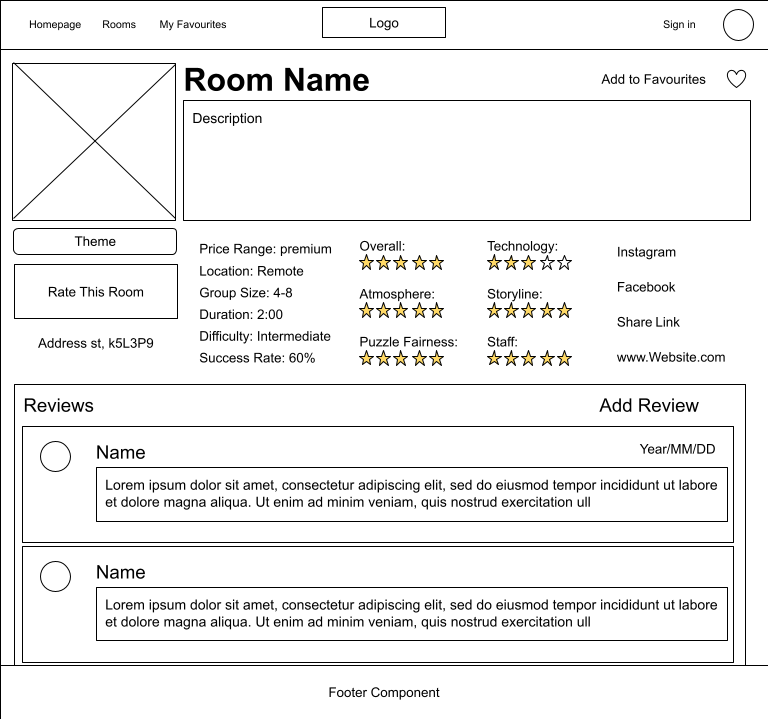 Homepage Rooms My Favourites Logo Sign in
Room Name Add to Favourites
Description
Theme
Rate This Room
Address st, k5L3P9
Price Range: premium
Location: Remote
Group Size: 4-8
Duration: 2:00
Difficulty: Intermediate
Success Rate: 60%
Overall:
Atmosphere:
Puzzle Fairness:
Technology:
Storyline:
Staff:
Instagram
Facebook
Share Link
www.Website.com
Reviews Add Review
Name Year/MM/DD
Lorem ipsum dolor sit amet, consectetur adipiscing elit, sed do eiusmod tempor incididunt ut labore
et dolore magna aliqua. Ut enim ad minim veniam, quis nostrud exercitation ull
Name
Lorem ipsum dolor sit amet, consectetur adipiscing elit, sed do eiusmod tempor incididunt ut labore
et dolore magna aliqua. Ut enim ad minim veniam, quis nostrud exercitation ull
Footer Component